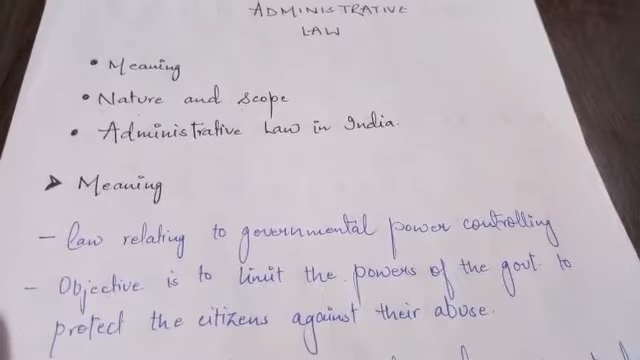 ADMINISTRATIVE
LAW
• Meaning
• Nature and scope
• Administrative Law in India.
➤ Meaning
- Law relating to governmental power controlling
- Objective is to limit the powers of the govt. to
protect the citizens against their abuse.